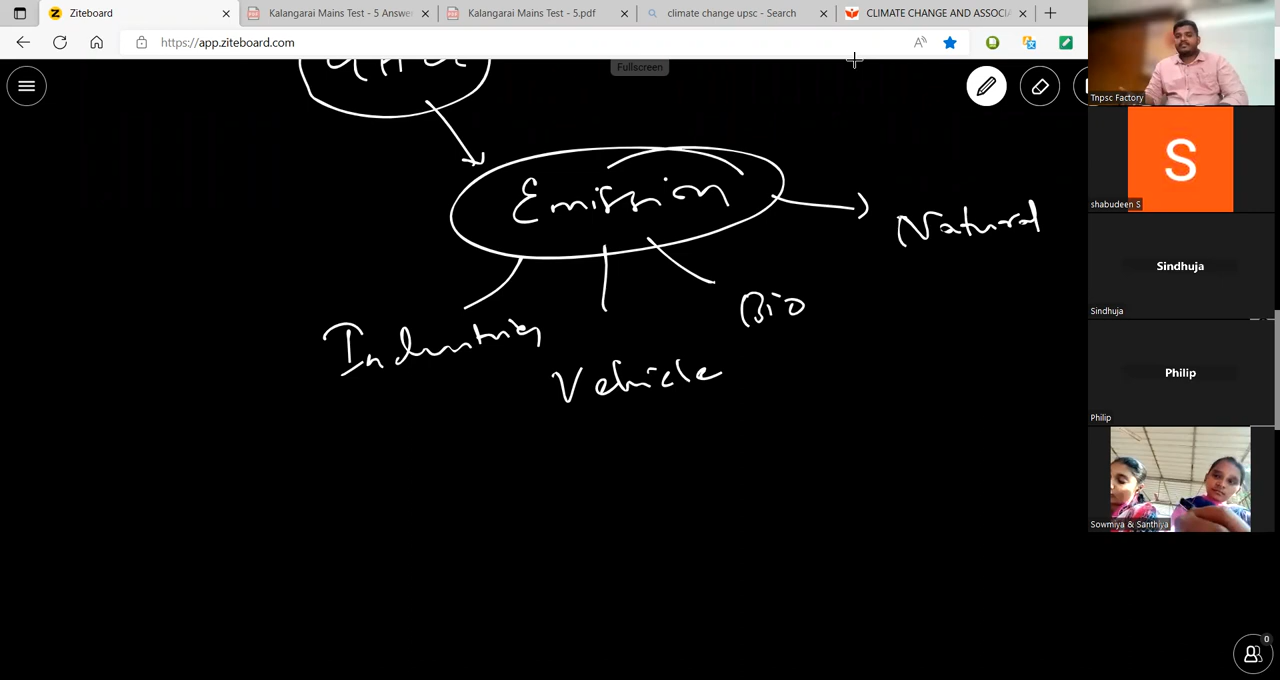 Ziteboard
Kalangarai Mains Test - 5 Answe
Kalangarai Mains Test - 5.pdf
climate change upsc - Search
CLIMATE CHANGE AND ASSOCIA
https://app.ziteboard.com
Fullscreen
Tnpsc Factory
Emission
Natural
S
shabudeen S
Sindhuja
Sindhuja
Bio
Industries
Vehicle
Philip
Philip
Sowmiya & Santhiya
0